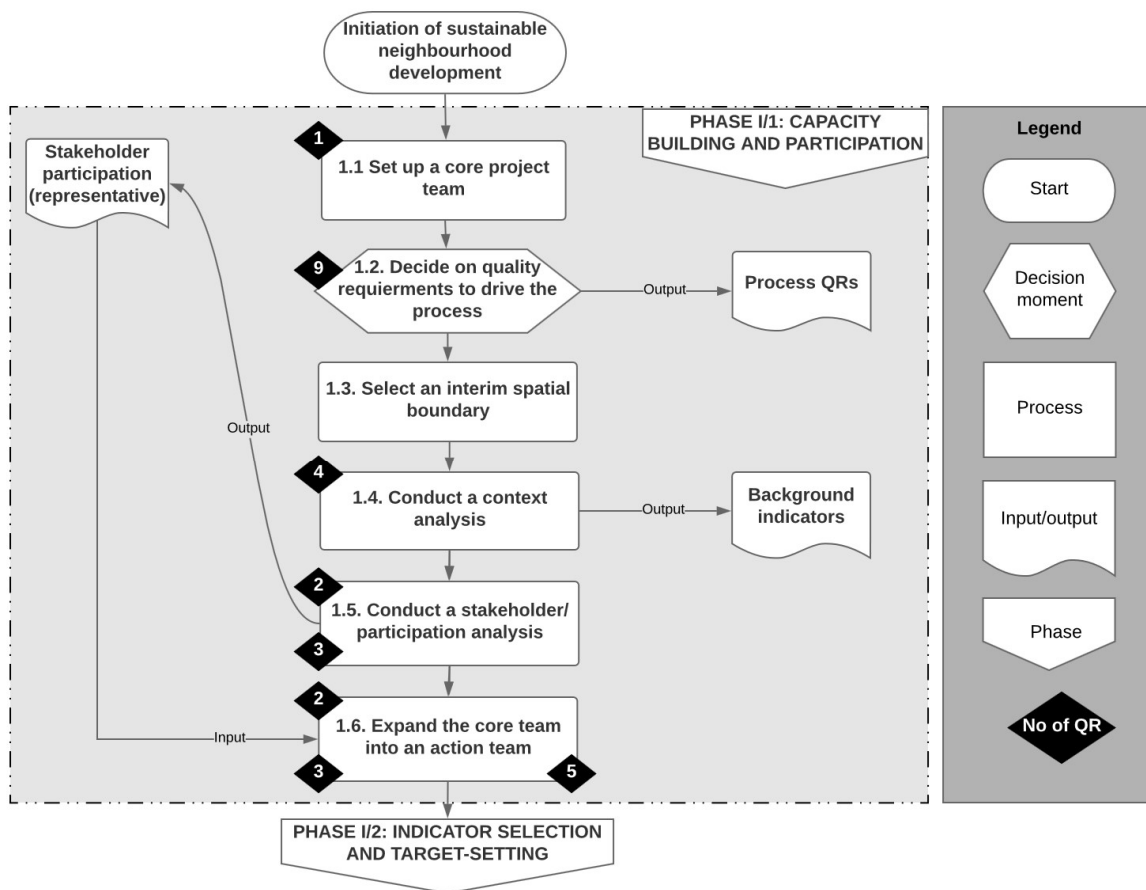 Initiation of sustainable
neighbourhood
development
PHASE I/1: CAPACITY
BUILDING AND PARTICIPATION
Stakeholder
participation
(representative)
1
1.1 Set up a core project
team
9
1.2. Decide on quality
requierments to drive the
process
Output
Process QRs
1.3. Select an interim spatial
boundary
Output
4
1.4. Conduct a context
analysis
Output
Background
indicators
2
1.5. Conduct a stakeholder/
participation analysis
3
2
1.6. Expand the core team
into an action team
Input
3
5
PHASE I/2: INDICATOR SELECTION
AND TARGET-SETTING
Legend
Start
Decision
moment
Process
Input/output
Phase
No of QR